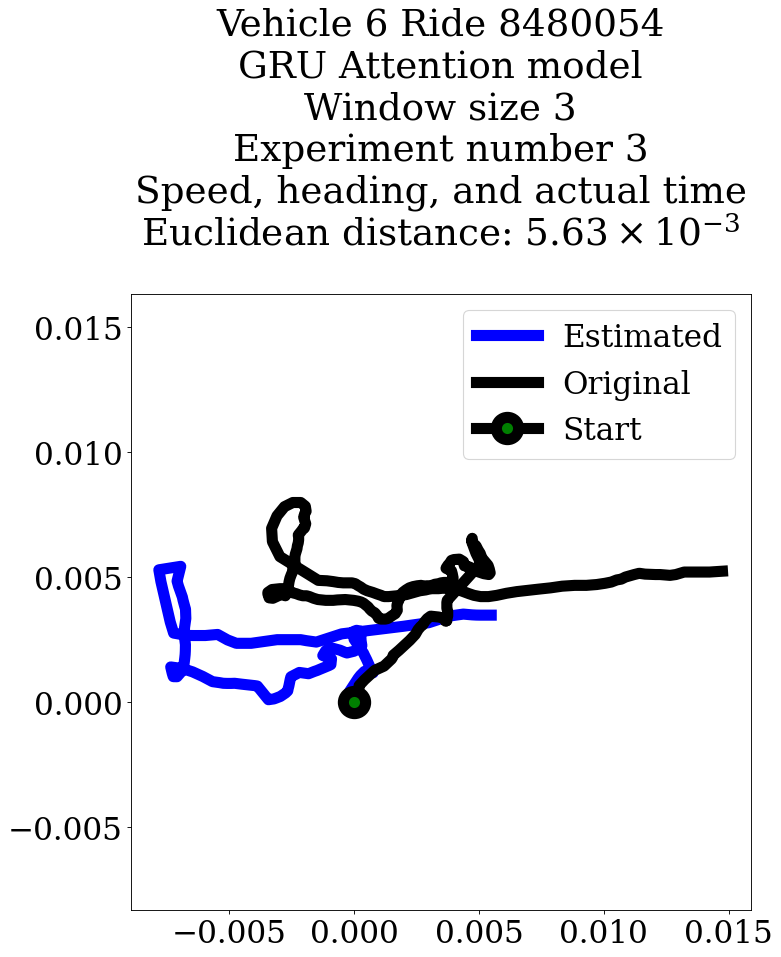 Vehicle 6 Ride 8480054
GRU Attention model
Window size 3
Experiment number 3
Speed, heading, and actual time
Euclidean distance: 5.63 × 10⁻³
Estimated
Original
Start
0.015
0.010
0.005
0.000
−0.005
−0.005 0.000 0.005 0.010 0.015